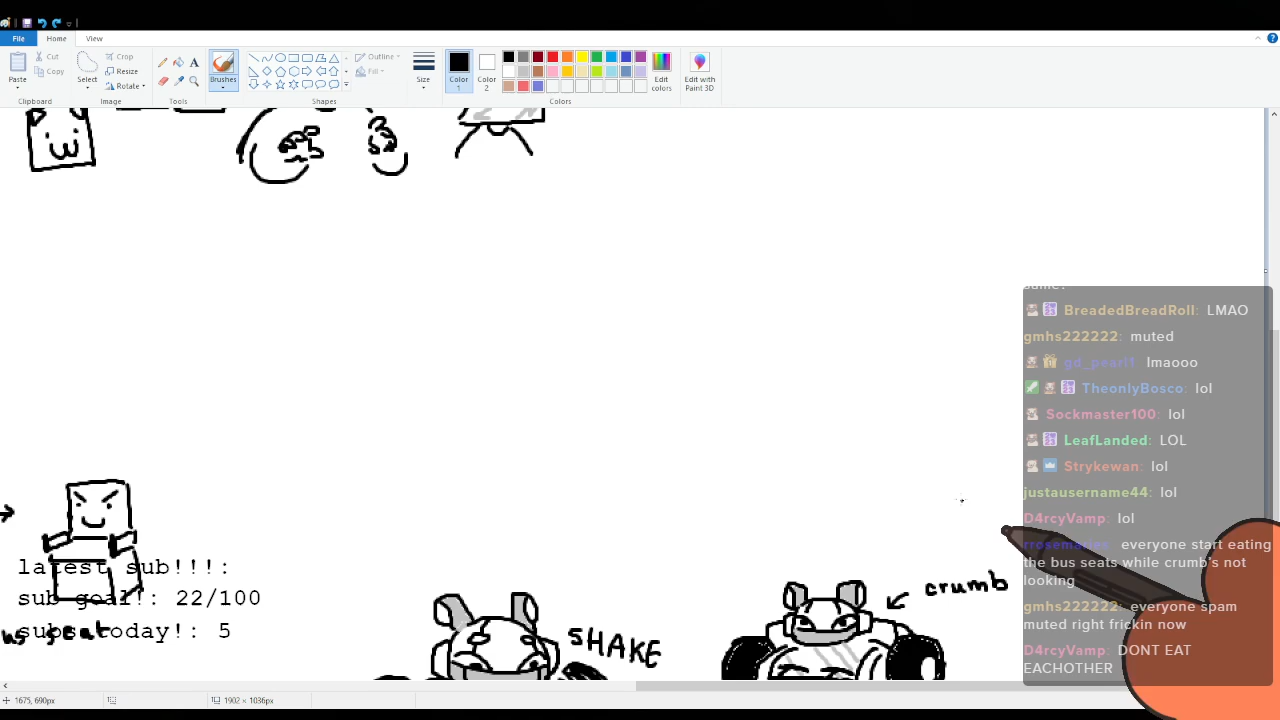 File
Home
View
Paste
Cut
Copy
Clipboard
Select
Crop
Resize
Rotate
Image
Tools
Brushes
Outline
Fill
Shapes
Size
Color 1
Color 2
Colors
Edit colors
Edit with Paint 3D
BreadedBreadRoll: LMAO
gmhs222222: muted
gd_pearl1 lmaooo
TheonlyBosco: lol
Sockmaster100: lol
LeafLanded: LOL
Strykewan: lol
justausername44: lol
D4rcyVamp: lol
everyone start eating
the bus seats while crumb's not
looking
gmhs222222: everyone spam
muted right frickin now
D4rcyVamp: DONT EAT
EACHOTHER
latest sub!!!:
sub goal!: 22/100
subs today!: 5
SHAKE
crumb
1675, 690px
1902 × 1036px